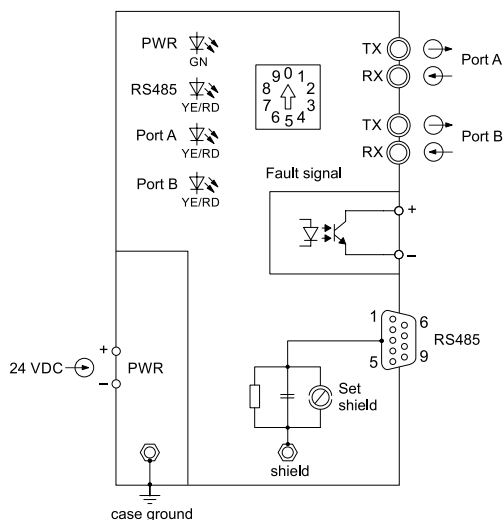 PWR
GN
RS485
YE/RD
Port A
YE/RD
Port B
YE/RD
0
1
2
3
4
5
6
7
8
9
TX
RX
Port A
TX
RX
Port B
Fault signal
+
–
1
6
5
9
RS485
24 VDC
+
–
PWR
Set
shield
shield
case ground